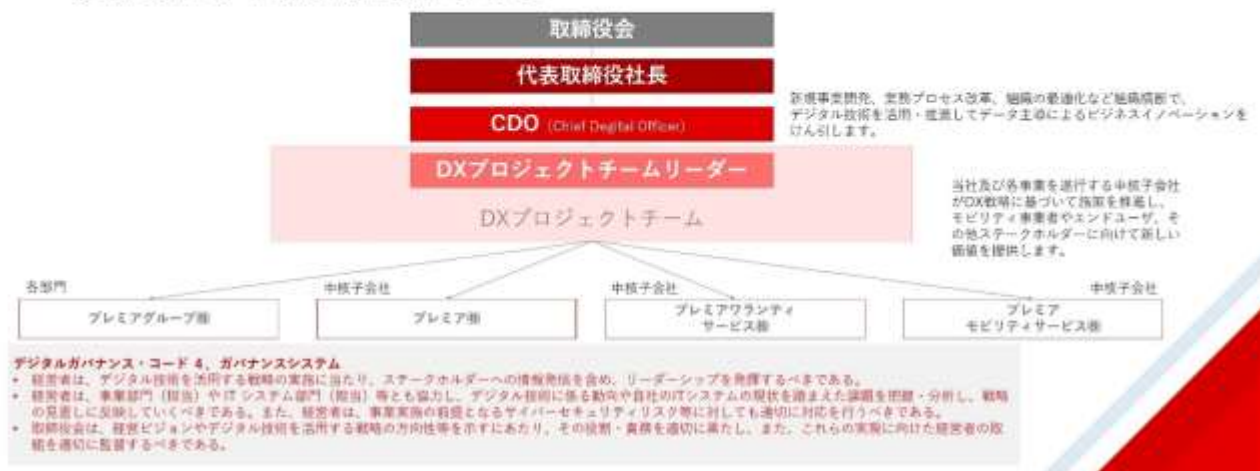 取締役会
代表取締役社長
CDO (Chief Degital Officer)
新規事業開発、業務プロセス改革、組織の最適化など組織横断で、
デジタル技術を活用・推進してデータ主導によるビジネスイノベーションを
けん引します。
DXプロジェクトチームリーダー
DXプロジェクトチーム
当社及び各事業を遂行する中核子会社
がDX戦略に基づいて施策を推進し、
モビリティ事業者やエンドユーザ、そ
の他ステークホルダーに向けて新しい
価値を提供します。
各部門
プレミアグループ㈱
中核子会社
プレミア㈱
中核子会社
プレミアワランティ
サービス㈱
中核子会社
プレミア
モビリティサービス㈱
デジタルガバナンス・コード 4、ガバナンスシステム
• 経営者は、デジタル技術を活用する戦略の実施に当たり、ステークホルダーへの情報発信を含め、リーダーシップを発揮するべきである。
• 経営者は、事業部門（担当）やITシステム部門（担当）等とも協力し、デジタル技術に係る動向や自社のITシステムの現状を踏まえた課題を把握・分析し、戦略
の見直しに反映していくべきである。また、経営者は、事業実施の前提となるサイバーセキュリティリスク等に対しても適切に対応を行うべきである。
• 取締役会は、経営ビジョンやデジタル技術を活用する戦略の方向性等を示すにあたり、その役割・責務を適切に果たし、また、これらの実現に向けた経営者の取
組を適切に監督するべきである。